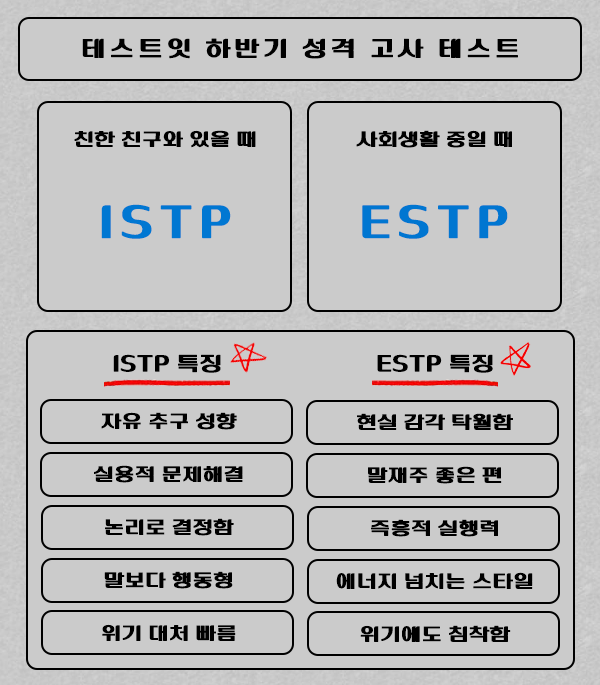 테스트잇 하반기 성격 고사 테스트
친한 친구와 있을 때
ISTP
사회생활 중일 때
ESTP
ISTP 특징
자유 추구 성향
실용적 문제해결
논리로 결정함
말보다 행동형
위기 대처 빠름
ESTP 특징
현실 감각 탁월함
말재주 좋은 편
즉흥적 실행력
에너지 넘치는 스타일
위기에도 침착함